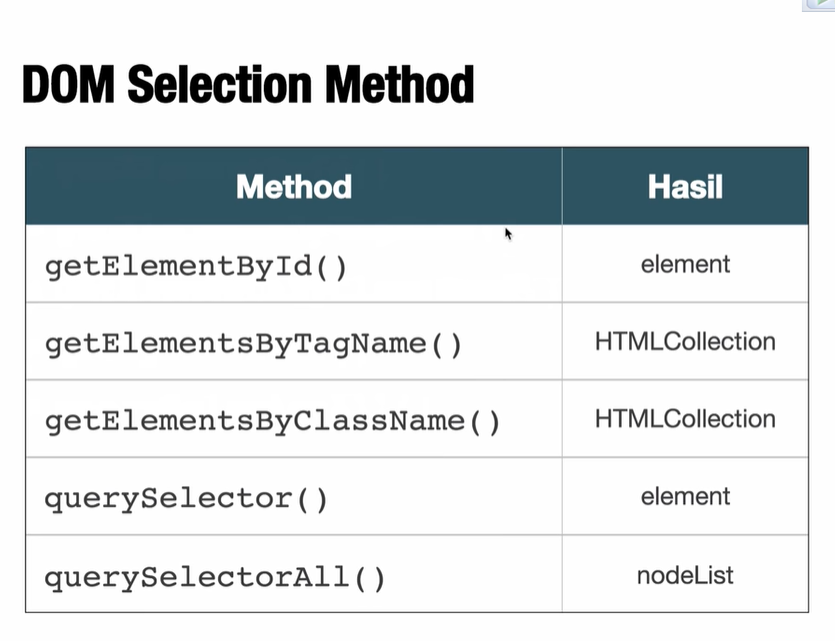 DOM Selection Method
Method Hasil
getElementById() element
getElementsByTagName() HTMLCollection
getElementsByClassName() HTMLCollection
querySelector() element
querySelectorAll() nodeList